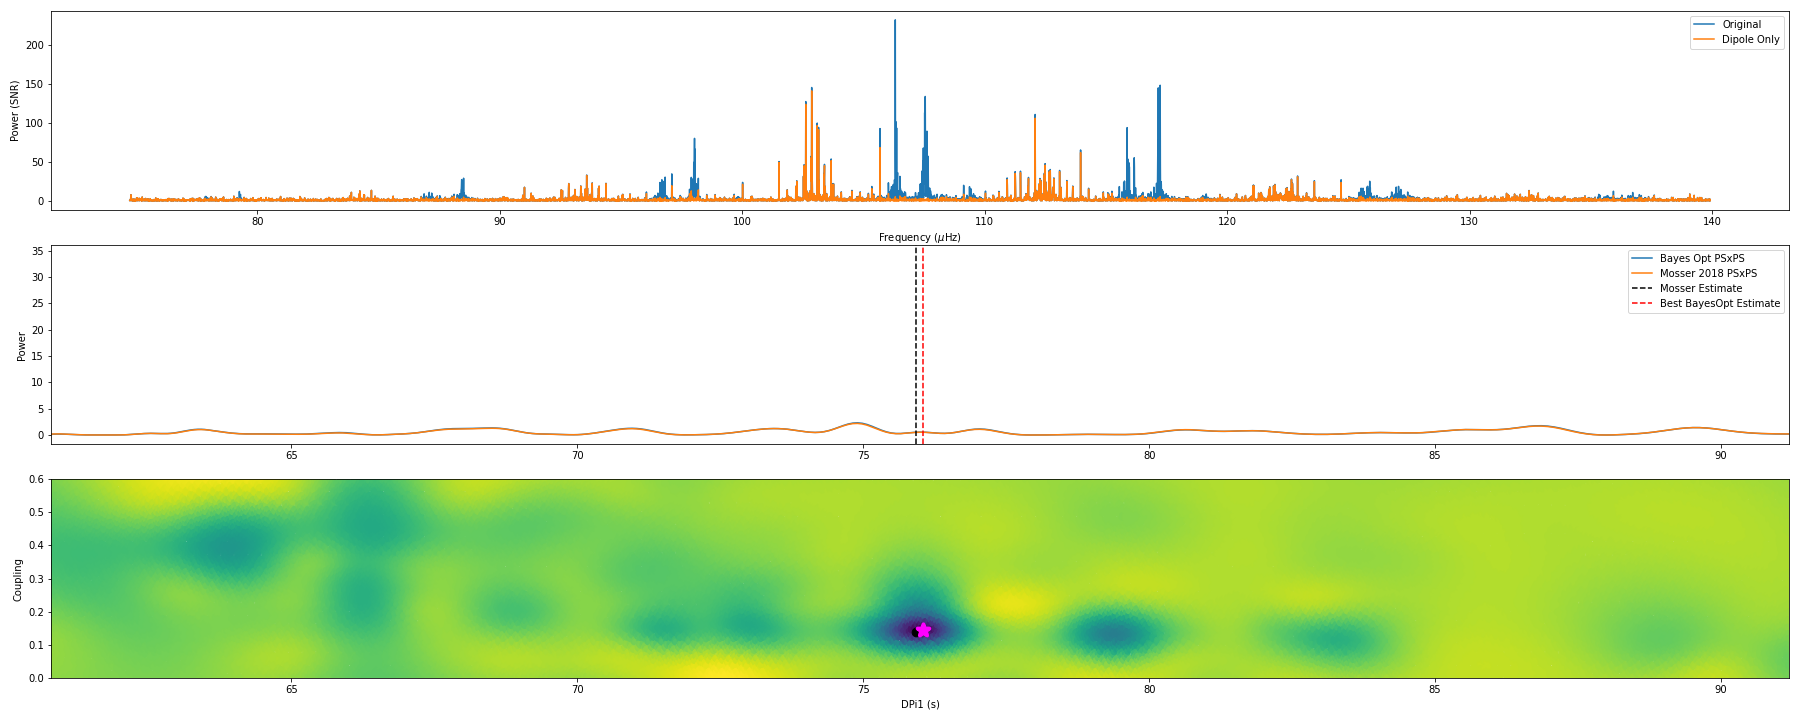 Power (SNR)
200
150
100
50
0
Original
Dipole Only
80 90 100 110 120 130 140
Frequency (μHz)
Power
35
30
25
20
15
10
5
0
Bayes Opt PSxPS
Mosser 2018 PSxPS
Mosser Estimate
Best BayesOpt Estimate
65 70 75 80 85 90
Coupling
0.6
0.5
0.4
0.3
0.2
0.1
0.0
65 70 75 80 85 90
DPi1 (s)